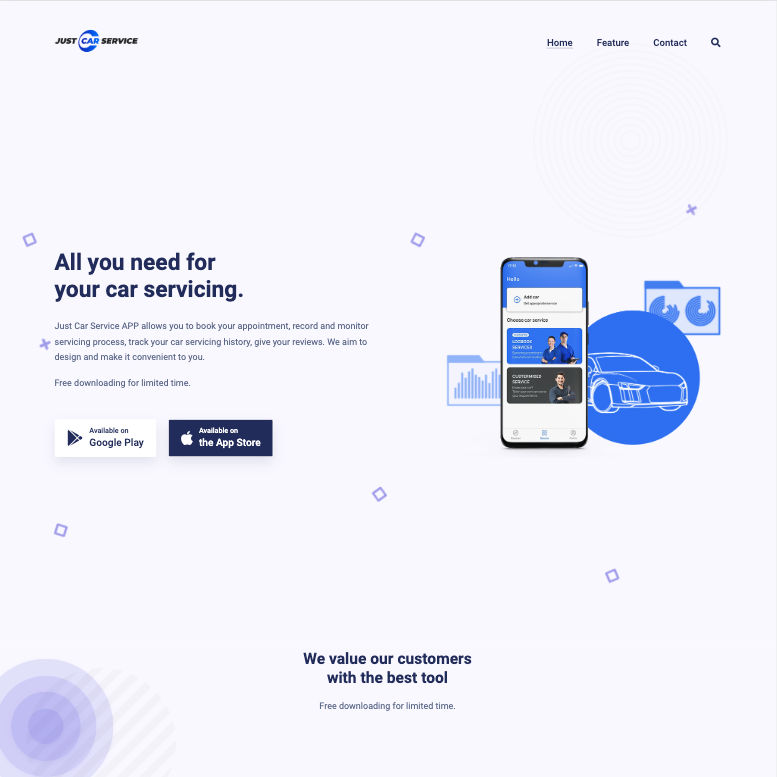 JUST CAR SERVICE
Home Feature Contact
All you need for
your car servicing.
Just Car Service APP allows you to book your appointment, record and monitor
servicing process, track your car servicing history, give your reviews. We aim to
design and make it convenient to you.
Free downloading for limited time.
Available on
Google Play
Available on
the App Store
Hello
Add car
Choose car service
LOGBOOK
SERVICES
CUSTOMISED
SERVICE
We value our customers
with the best tool
Free downloading for limited time.